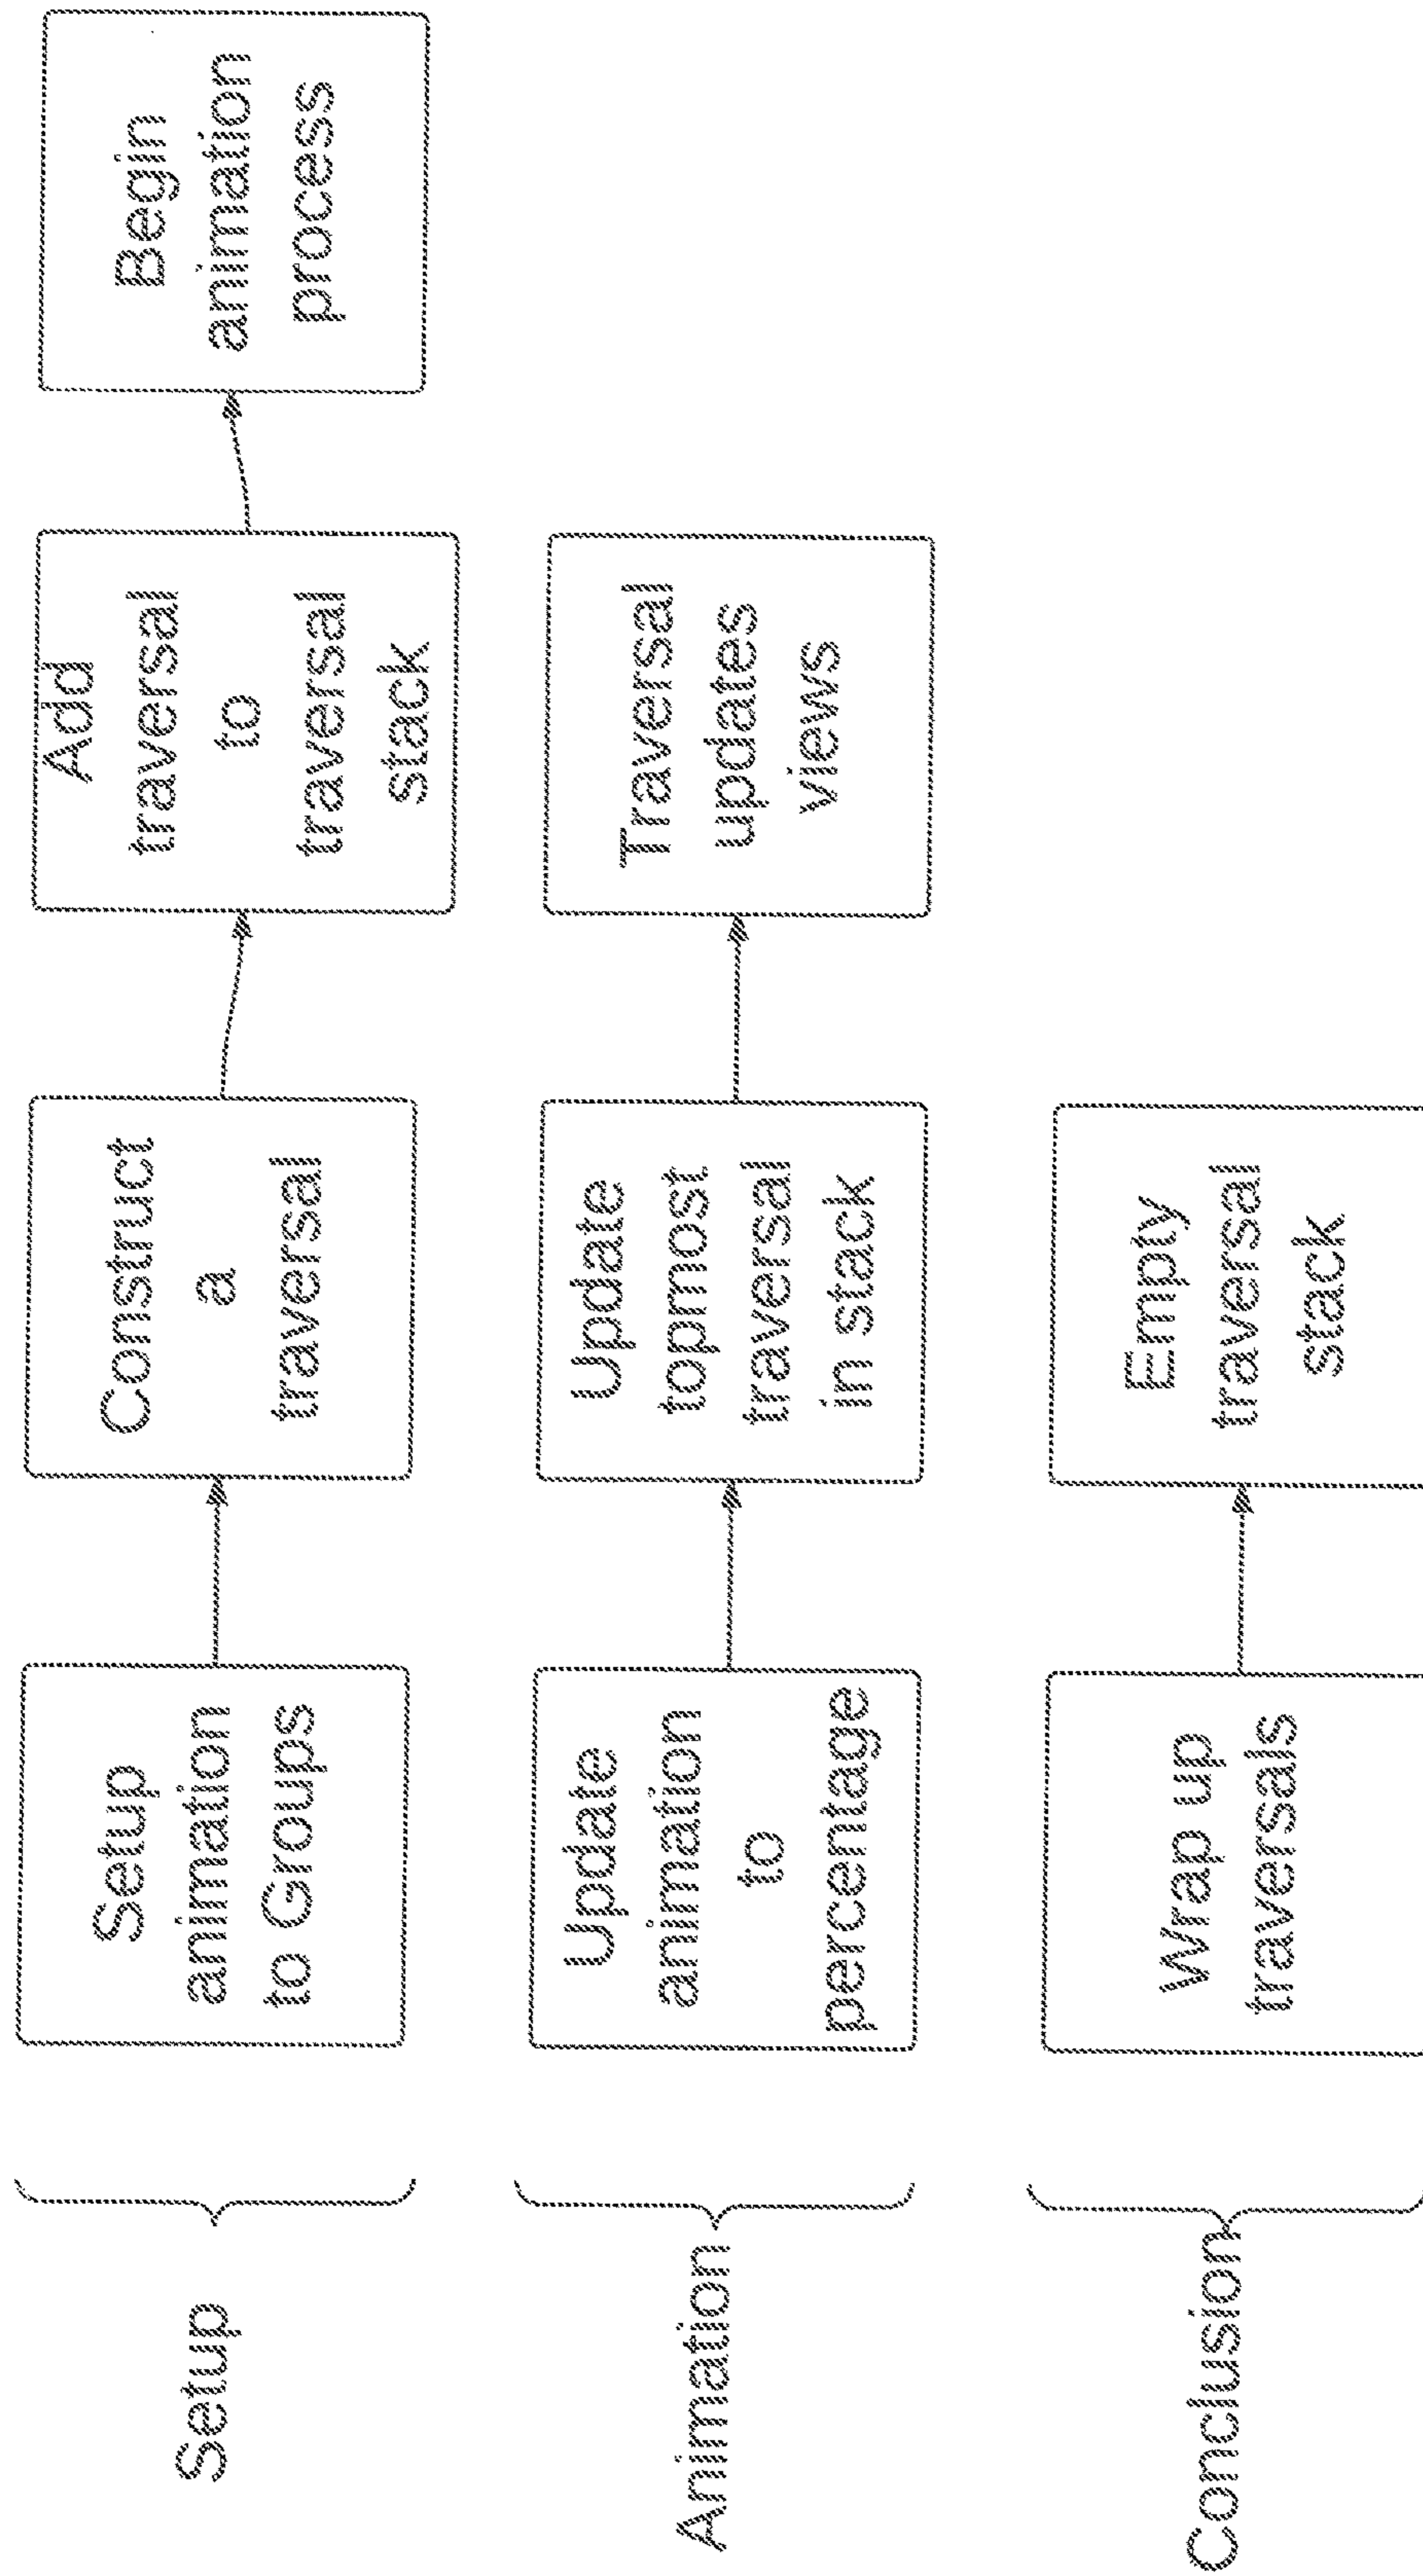 Setup
Setup
animation
to Groups
Construct
a
traversal
Add
traversal
to
traversal
stack
Begin
animation
process
Animation
Update
animation
to
percentage
Update
topmost
traversal
in stack
Traversal
updates
views
Conclusion
Wrap up
traversals
Empty
traversal
stack